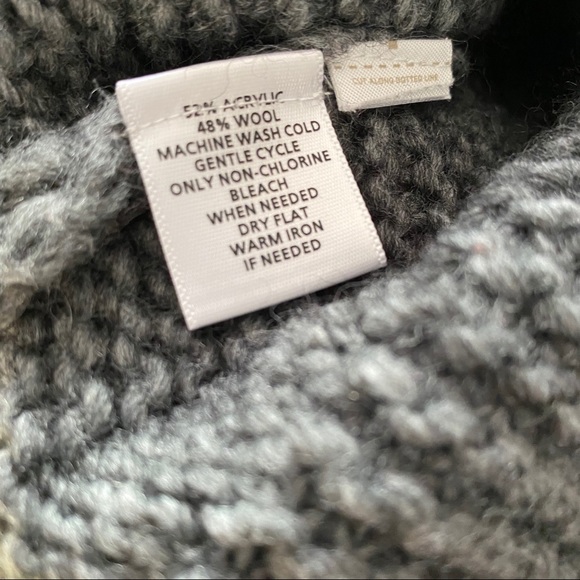 52% ACRYLIC
48% WOOL
MACHINE WASH COLD
GENTLE CYCLE
ONLY NON-CHLORINE
BLEACH
WHEN NEEDED
DRY FLAT
WARM IRON
IF NEEDED
CUT ALONG DOTTED LINE